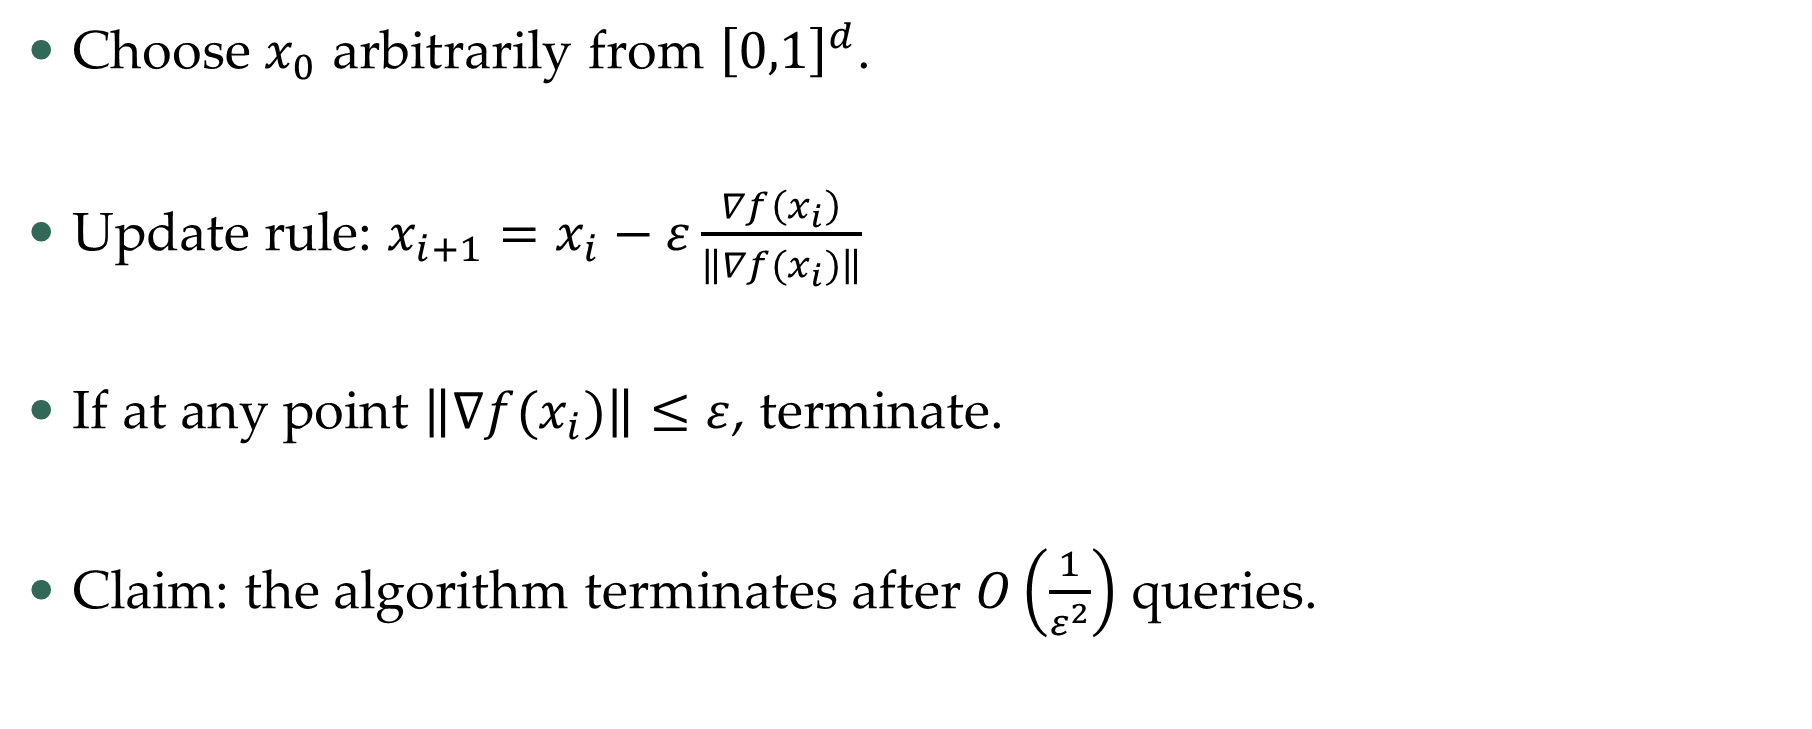 • Choose x₀ arbitrarily from [0,1]ᵈ.
• Update rule: xᵢ₊₁ = xᵢ − ε ∇f(xᵢ)/‖∇f(xᵢ)‖
• If at any point ‖∇f(xᵢ)‖ ≤ ε, terminate.
• Claim: the algorithm terminates after O(1/ε²) queries.